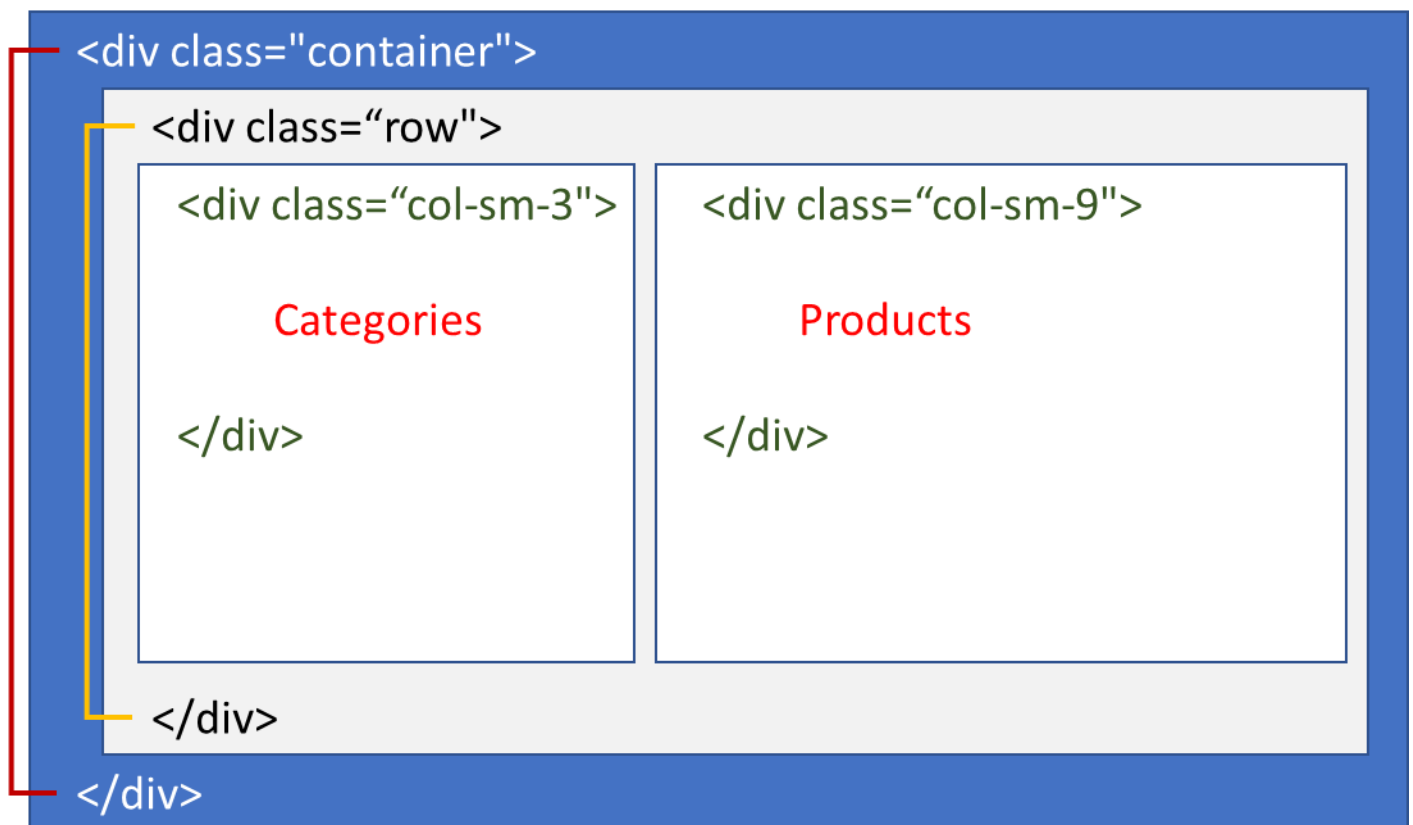 <div class="container">
<div class=“row">
<div class=“col-sm-3">
Categories
</div>
<div class=“col-sm-9">
Products
</div>
</div>
</div>